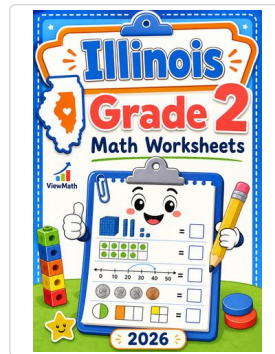 Illinois
Grade 2
Math Worksheets
ViewMath
=
=
0 10 20 30 40 50 =
=
=
2026